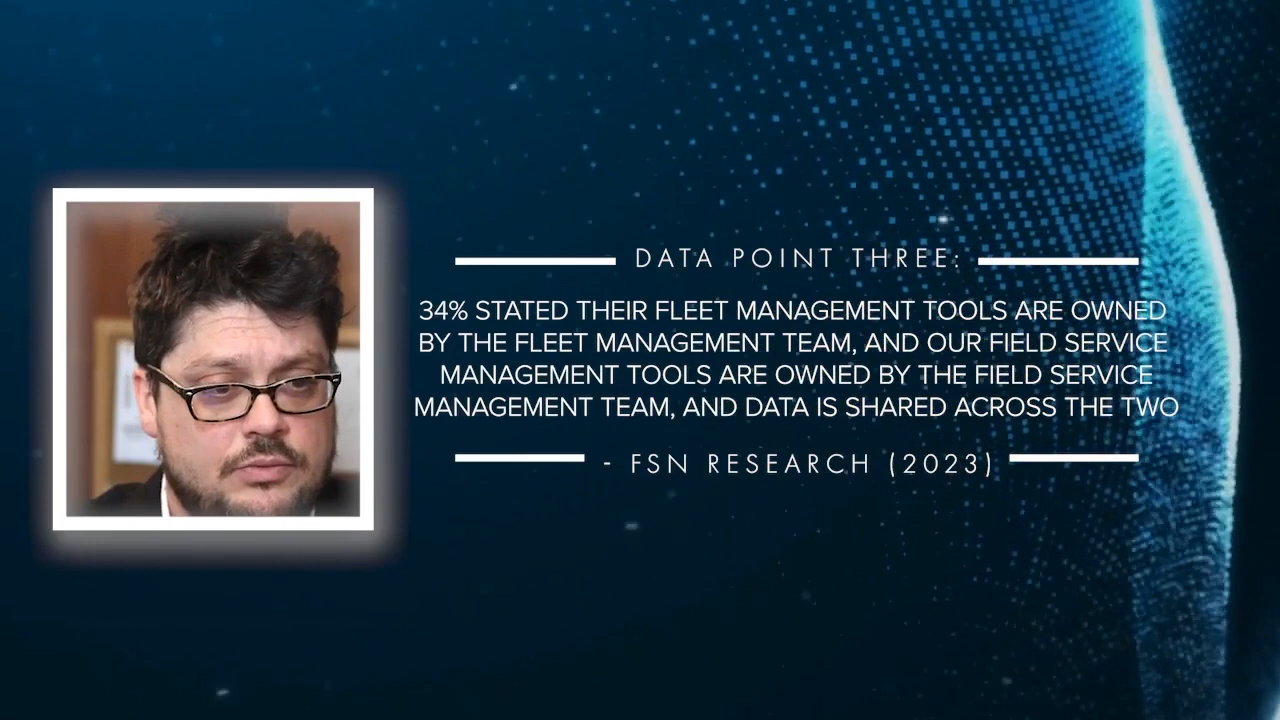 DATA POINT THREE:
34% STATED THEIR FLEET MANAGEMENT TOOLS ARE OWNED
BY THE FLEET MANAGEMENT TEAM, AND OUR FIELD SERVICE
MANAGEMENT TOOLS ARE OWNED BY THE FIELD SERVICE
MANAGEMENT TEAM, AND DATA IS SHARED ACROSS THE TWO
- FSN RESEARCH (2023)